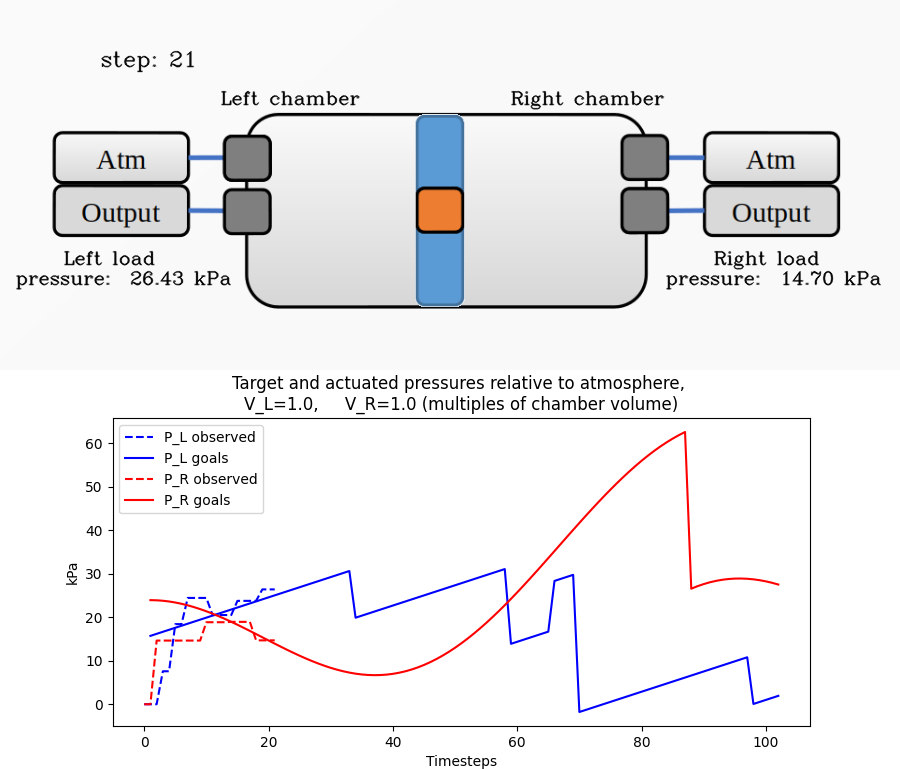 step: 21
Left chamber
Right chamber
Atm
Atm
Output
Output
Left load
pressure: 26.43 kPa
Right load
pressure: 14.70 kPa
Target and actuated pressures relative to atmosphere,
V_L=1.0, V_R=1.0 (multiples of chamber volume)
P_L observed
P_L goals
P_R observed
P_R goals
kPa
60
50
40
30
20
10
0
0 20 40 60 80 100
Timesteps